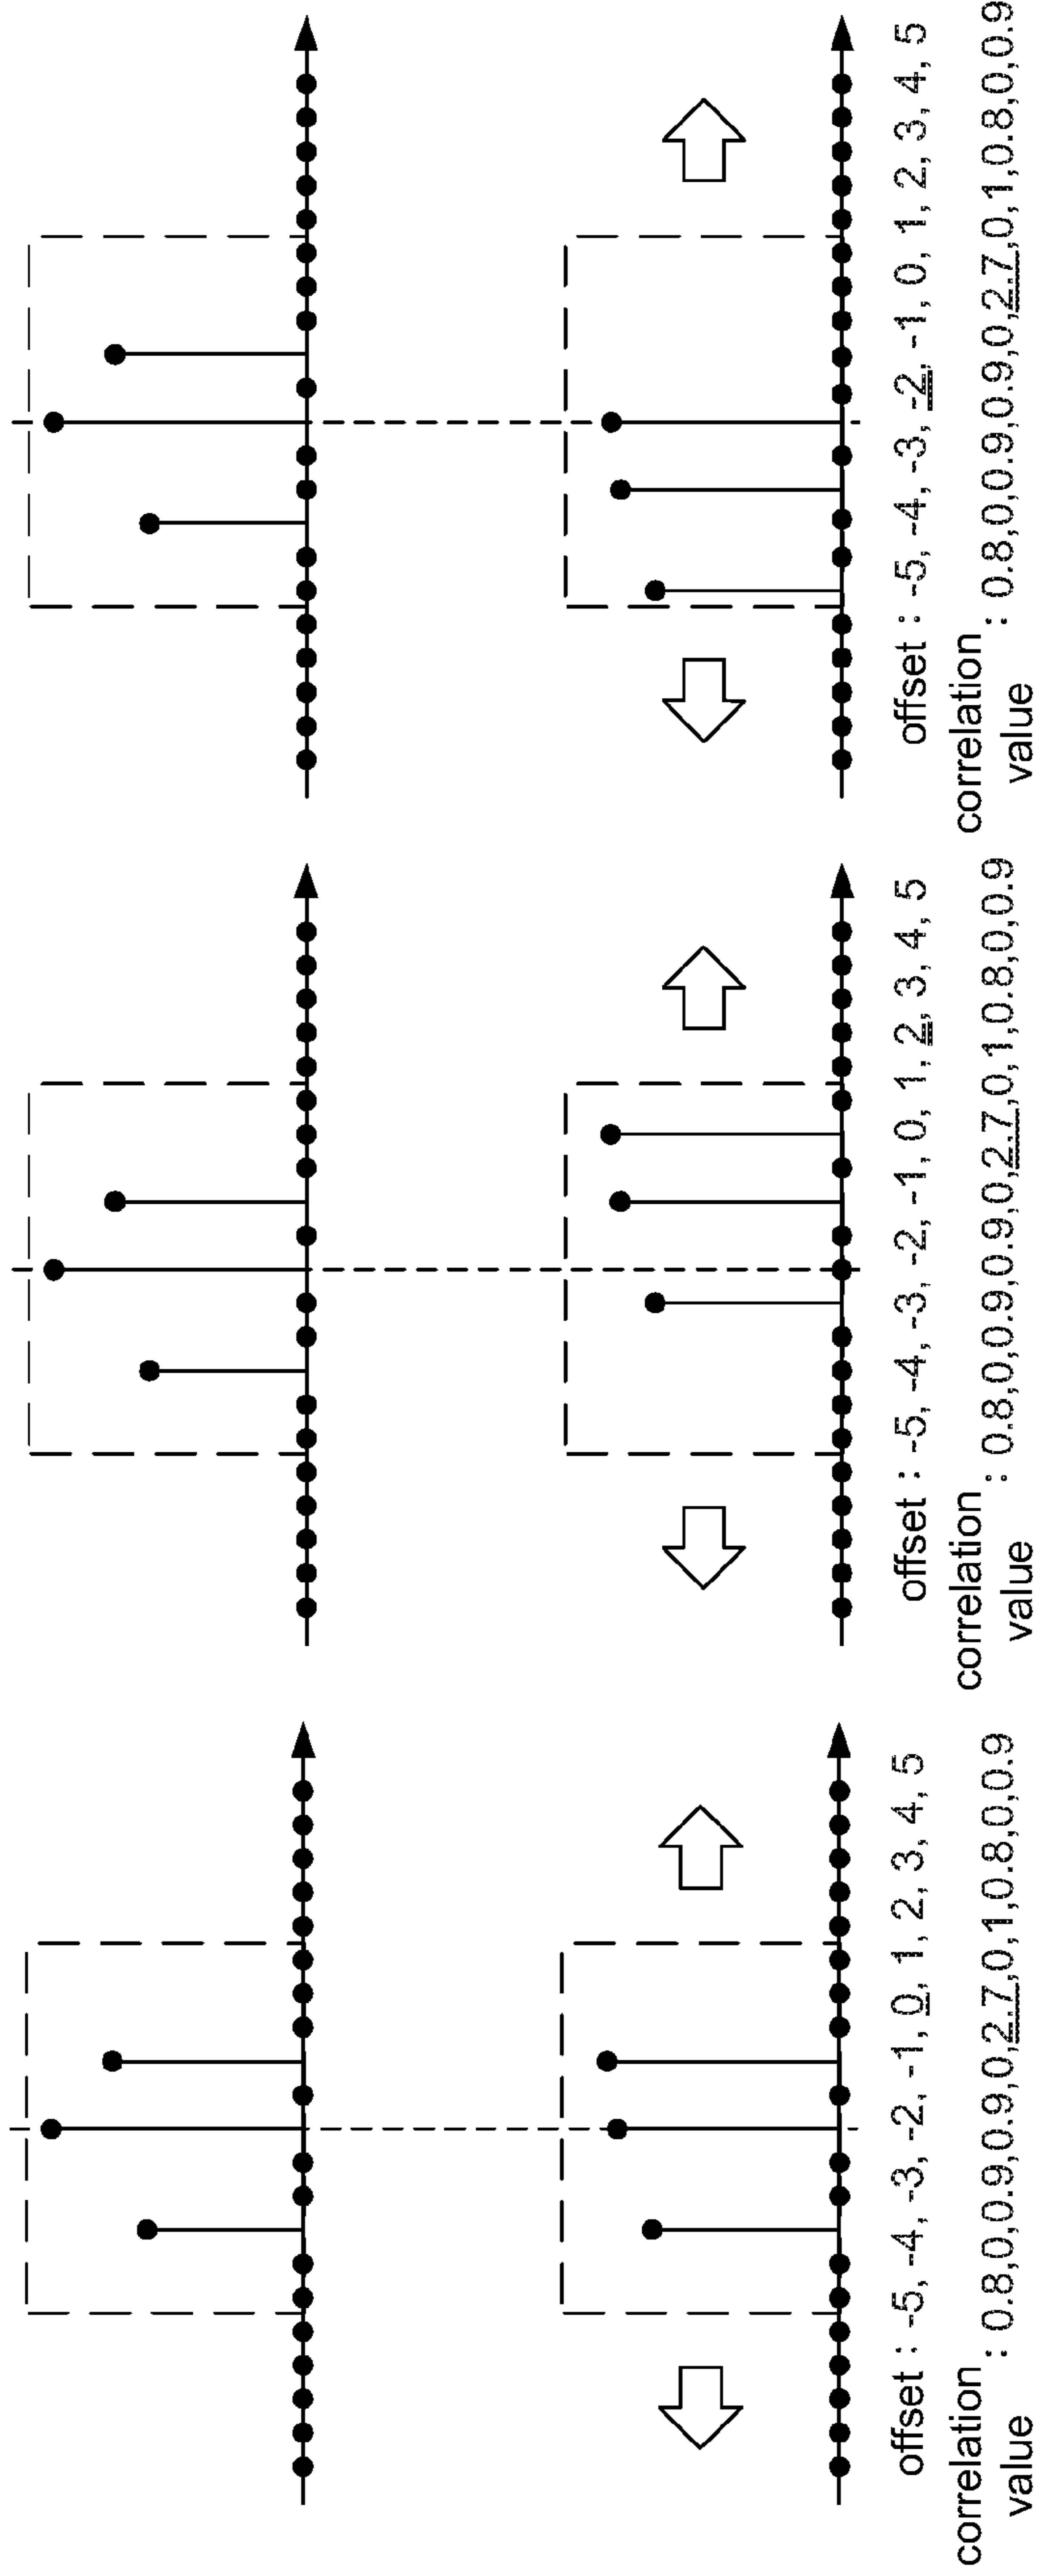 offset : -5, -4, -3, -2, -1, 0, 1, 2, 3, 4, 5
correlation
value : 0.8,0,0.9,0.9,0,2.7,0,1,0.8,0,0.9
offset : -5, -4, -3, -2, -1, 0, 1, 2, 3, 4, 5
correlation
value : 0.8,0,0.9,0.9,0,2.7,0,1,0.8,0,0.9
offset : -5, -4, -3, -2, -1, 0, 1, 2, 3, 4, 5
correlation
value : 0.8,0,0.9,0.9,0,2.7,0,1,0.8,0,0.9